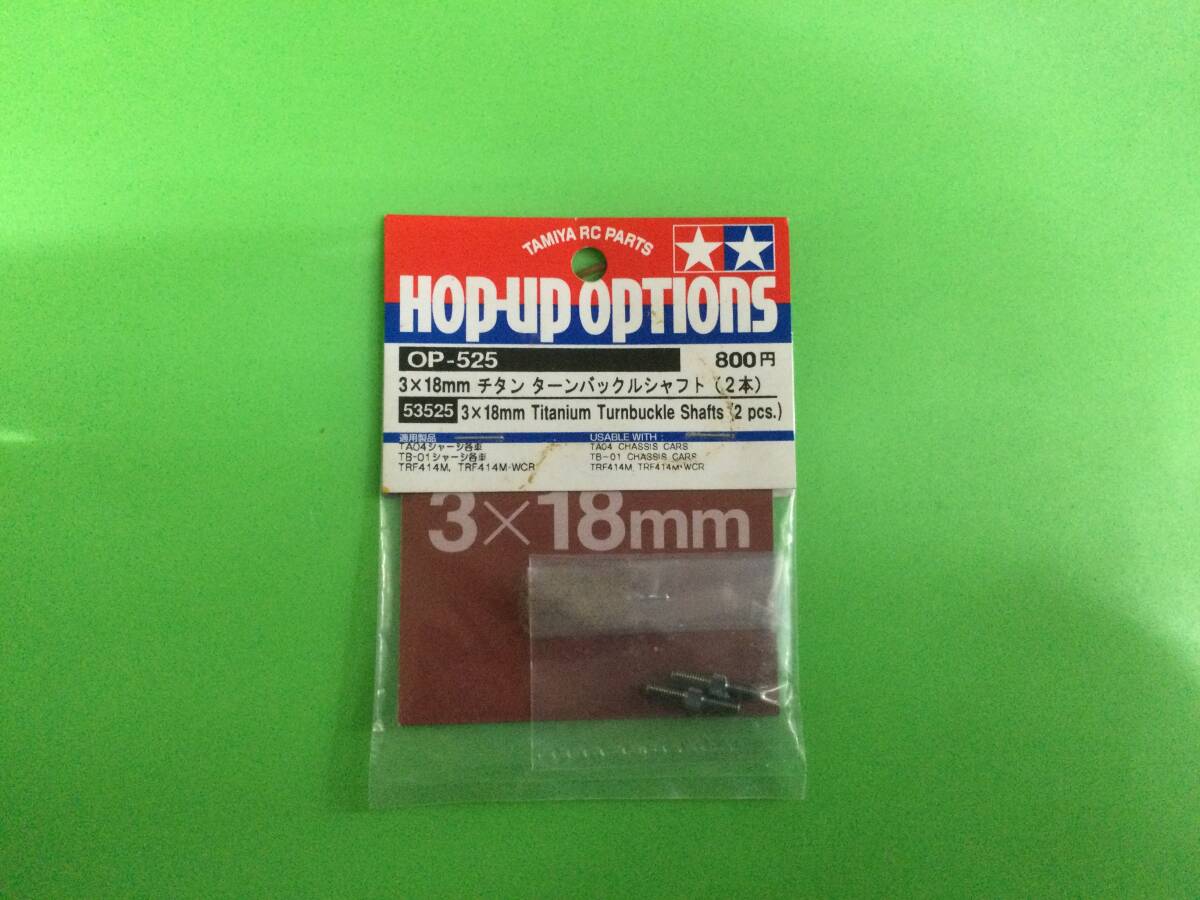 TAMIYA RC PARTS
HOP-UP OPTIONS
OP-525 800円
3×18mm チタン ターンバックルシャフト (2本)
53525 3×18mm Titanium Turnbuckle Shafts (2 pcs.)
適用製品
TA04シャーシ各車
TB-01シャーシ各車
TRF414M, TRF414M-WCR
USABLE WITH :
TA04 CHASSIS CARS
TB-01 CHASSIS CARS
TRF414M, TRF414M-WCR
3×18mm